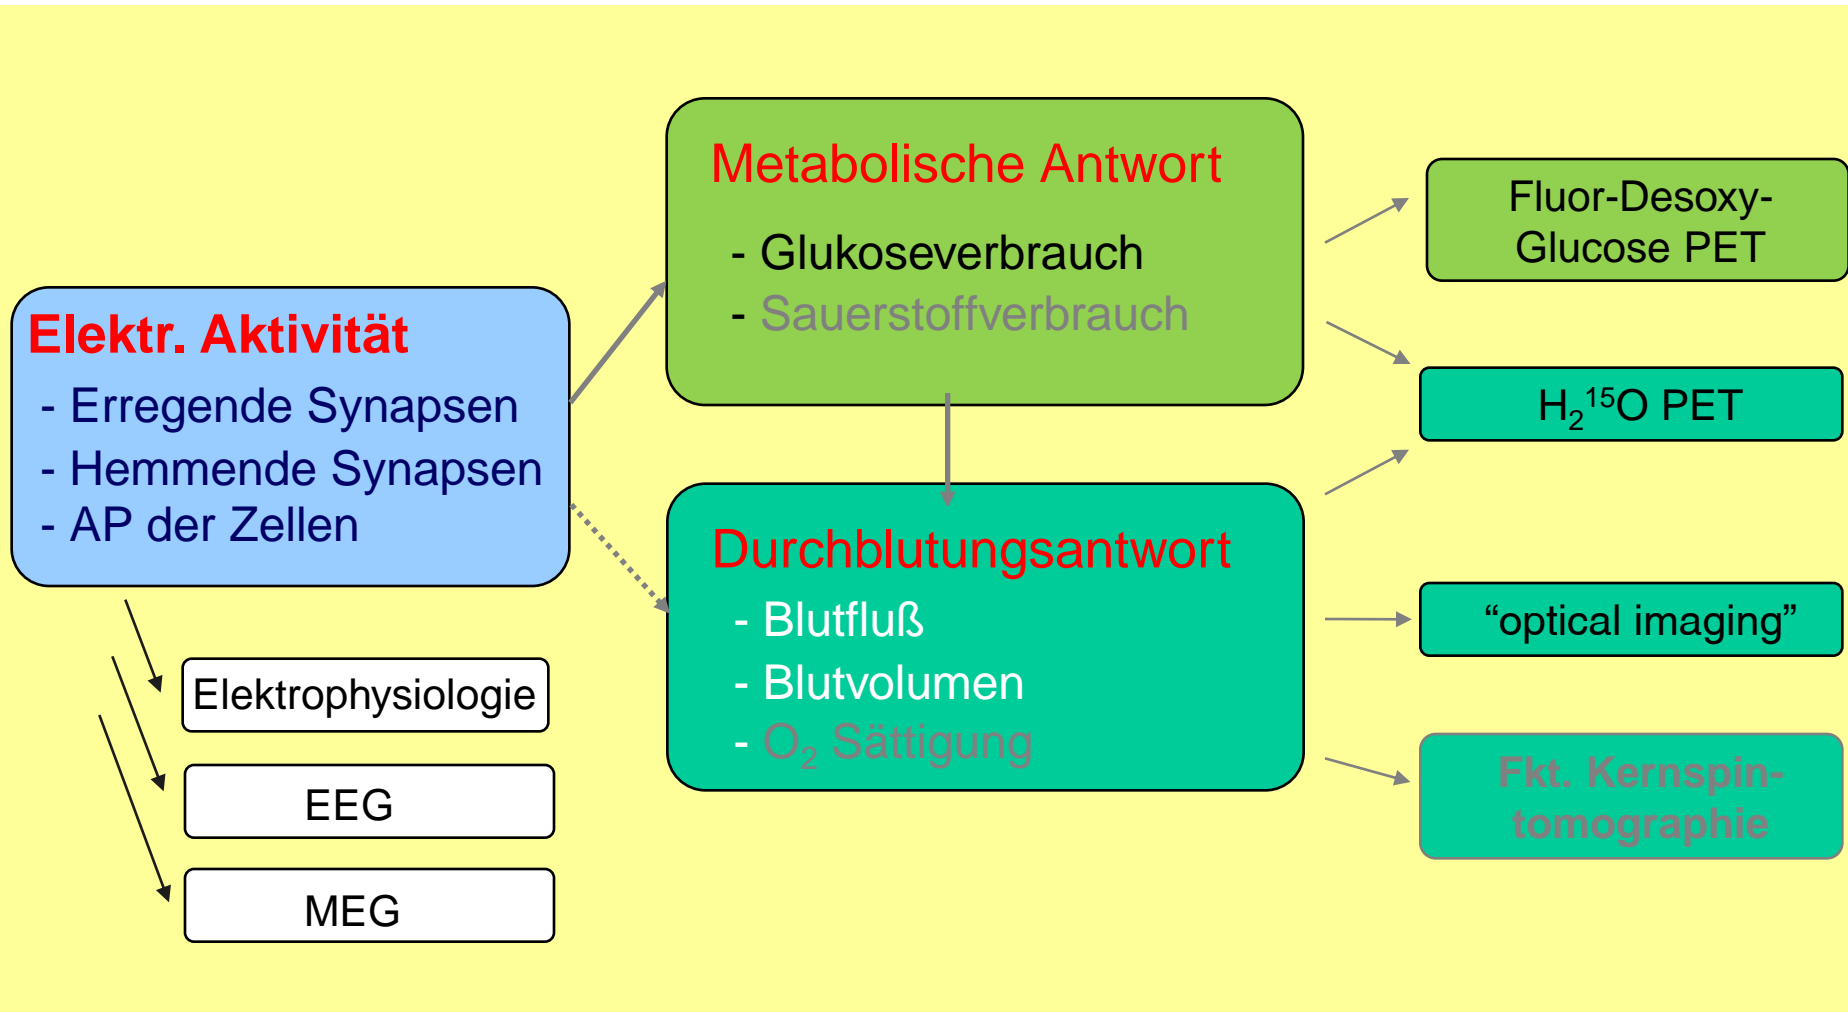 Elektr. Aktivität
- Erregende Synapsen
- Hemmende Synapsen
- AP der Zellen
Elektrophysiologie
EEG
MEG
Metabolische Antwort
- Glukoseverbrauch
- Sauerstoffverbrauch
Durchblutungsantwort
- Blutfluß
- Blutvolumen
- O₂ Sättigung
Fluor-Desoxy-
Glucose PET
H₂¹⁵O PET
“optical imaging”
Fkt. Kernspin-
tomographie